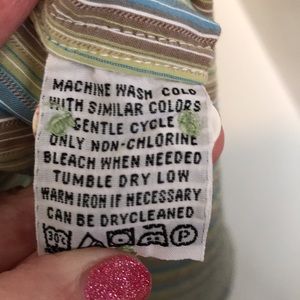 MACHINE WASH COLD
WITH SIMILAR COLORS
GENTLE CYCLE
ONLY NON-CHLORINE
BLEACH WHEN NEEDED
TUMBLE DRY LOW
WARM IRON IF NECESSARY
CAN BE DRYCLEANED
30°C
P